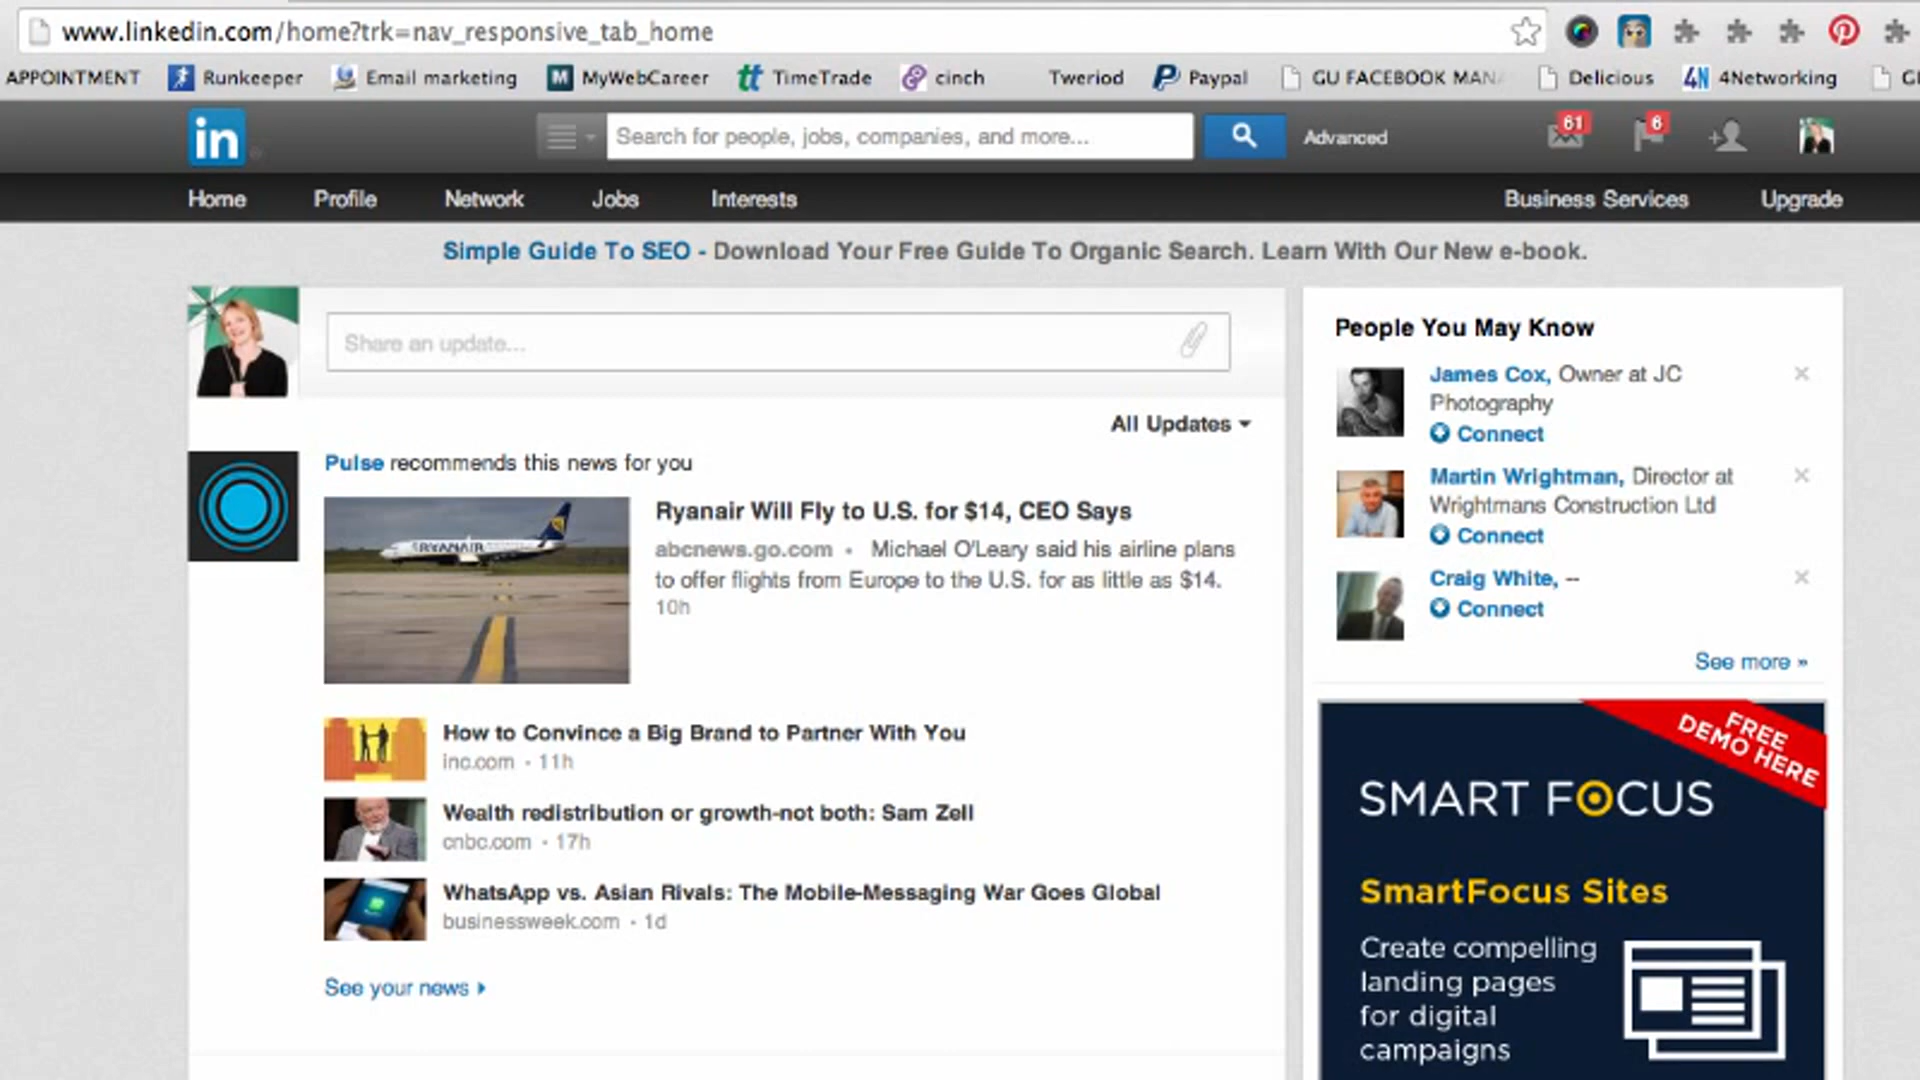 www.linkedin.com/home?trk=nav_responsive_tab_home
APPOINTMENT Runkeeper Email marketing MyWebCareer TimeTrade cinch Tweriod Paypal GU FACEBOOK MAN Delicious 4Networking
in Search for people, jobs, companies, and more... Advanced 61 6
Home Profile Network Jobs Interests Business Services Upgrade
Simple Guide To SEO - Download Your Free Guide To Organic Search. Learn With Our New e-book.
Share an update...
All Updates
Pulse recommends this news for you
RYANAIR
Ryanair Will Fly to U.S. for $14, CEO Says
abcnews.go.com • Michael O'Leary said his airline plans
to offer flights from Europe to the U.S. for as little as $14.
10h
How to Convince a Big Brand to Partner With You
inc.com • 11h
Wealth redistribution or growth-not both: Sam Zell
cnbc.com • 17h
WhatsApp vs. Asian Rivals: The Mobile-Messaging War Goes Global
businessweek.com • 1d
See your news
People You May Know
James Cox, Owner at JC
Photography
Connect
Martin Wrightman, Director at
Wrightmans Construction Ltd
Connect
Craig White, --
Connect
See more »
FREE
DEMO HERE
SMART FOCUS
SmartFocus Sites
Create compelling
landing pages
for digital
campaigns